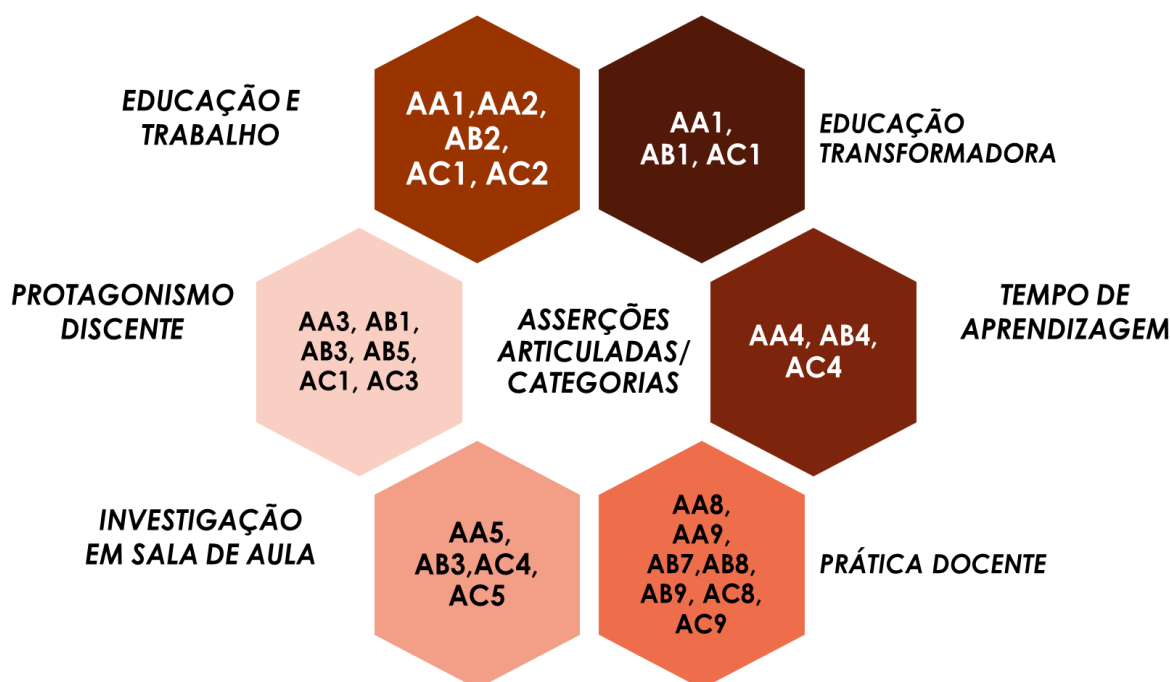 EDUCAÇÃO E
TRABALHO
AA1,AA2,
AB2,
AC1, AC2
AA1,
AB1, AC1
EDUCAÇÃO
TRANSFORMADORA
PROTAGONISMO
DISCENTE
AA3, AB1,
AB3, AB5,
AC1, AC3
ASSERÇÕES
ARTICULADAS/
CATEGORIAS
AA4, AB4,
AC4
TEMPO DE
APRENDIZAGEM
INVESTIGAÇÃO
EM SALA DE AULA
AA5,
AB3,AC4,
AC5
AA8,
AA9,
AB7,AB8,
AB9, AC8,
AC9
PRÁTICA DOCENTE